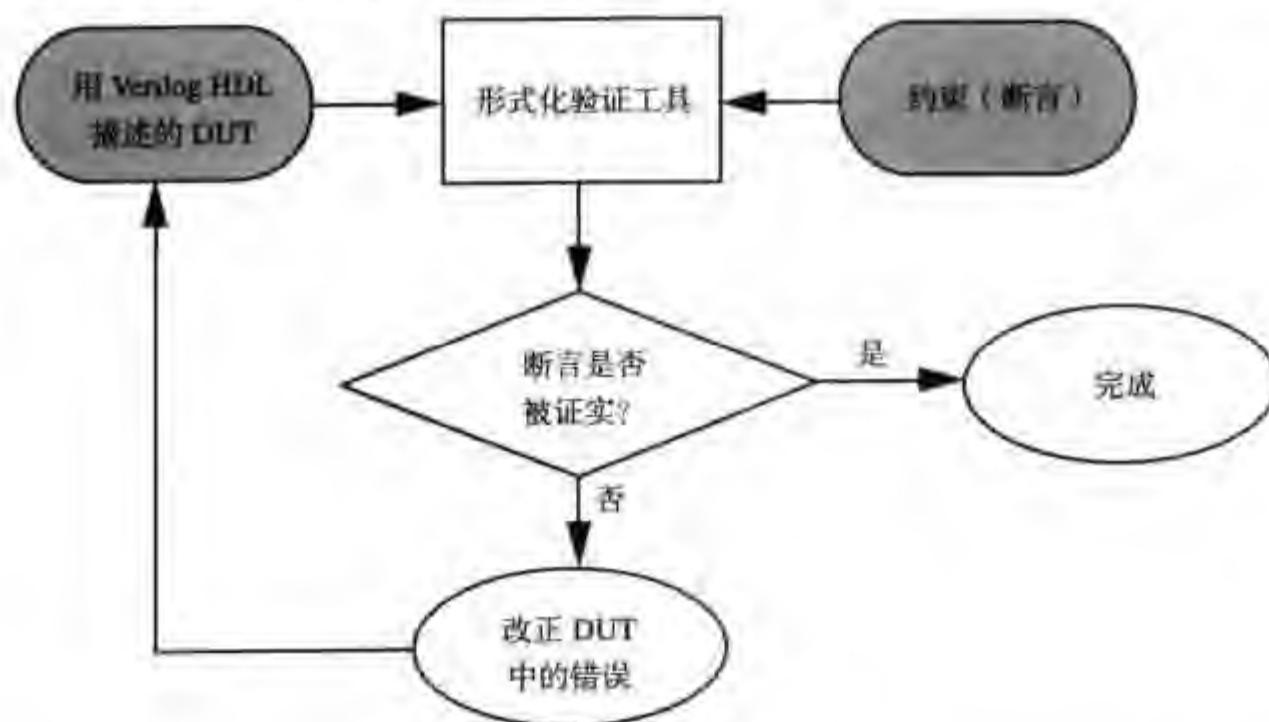 用 Verilog HDL
描述的 DUT
形式化验证工具
约束（断言）
断言是否
被证实?
是
完成
否
改正 DUT
中的错误